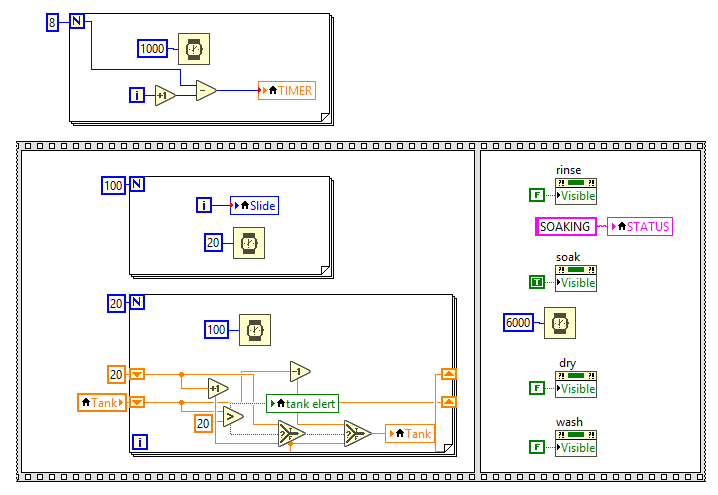 8 N
1000
i +1 - TIMER
100 N
i Slide
20
20 N
100
20
-1
+1
Tank
tank elert
>
20
? T F
? T F
Tank
i
rinse
?! ?!
F Visible
SOAKING STATUS
soak
?! ?!
T Visible
6000
dry
?! ?!
F Visible
wash
?! ?!
F Visible